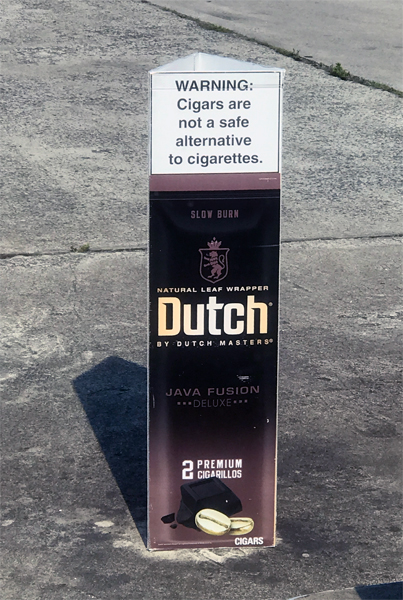 WARNING:
Cigars are
not a safe
alternative
to cigarettes.
SLOW BURN
NATURAL LEAF WRAPPER
Dutch®
BY DUTCH MASTERS®
JAVA FUSION
***DELUXE***
2 PREMIUM
CIGARILLOS
CIGARS